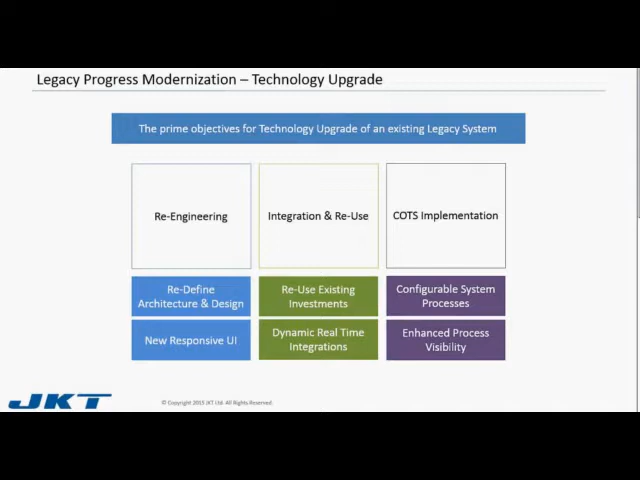 Legacy Progress Modernization – Technology Upgrade
The prime objectives for Technology Upgrade of an existing Legacy System
Re-Engineering
Integration & Re-Use
COTS Implementation
Re-Define
Architecture & Design
Re-Use Existing
Investments
Configurable System
Processes
New Responsive UI
Dynamic Real Time
Integrations
Enhanced Process
Visibility
JKT
© Copyright 2015 JKT Ltd. All Rights Reserved.